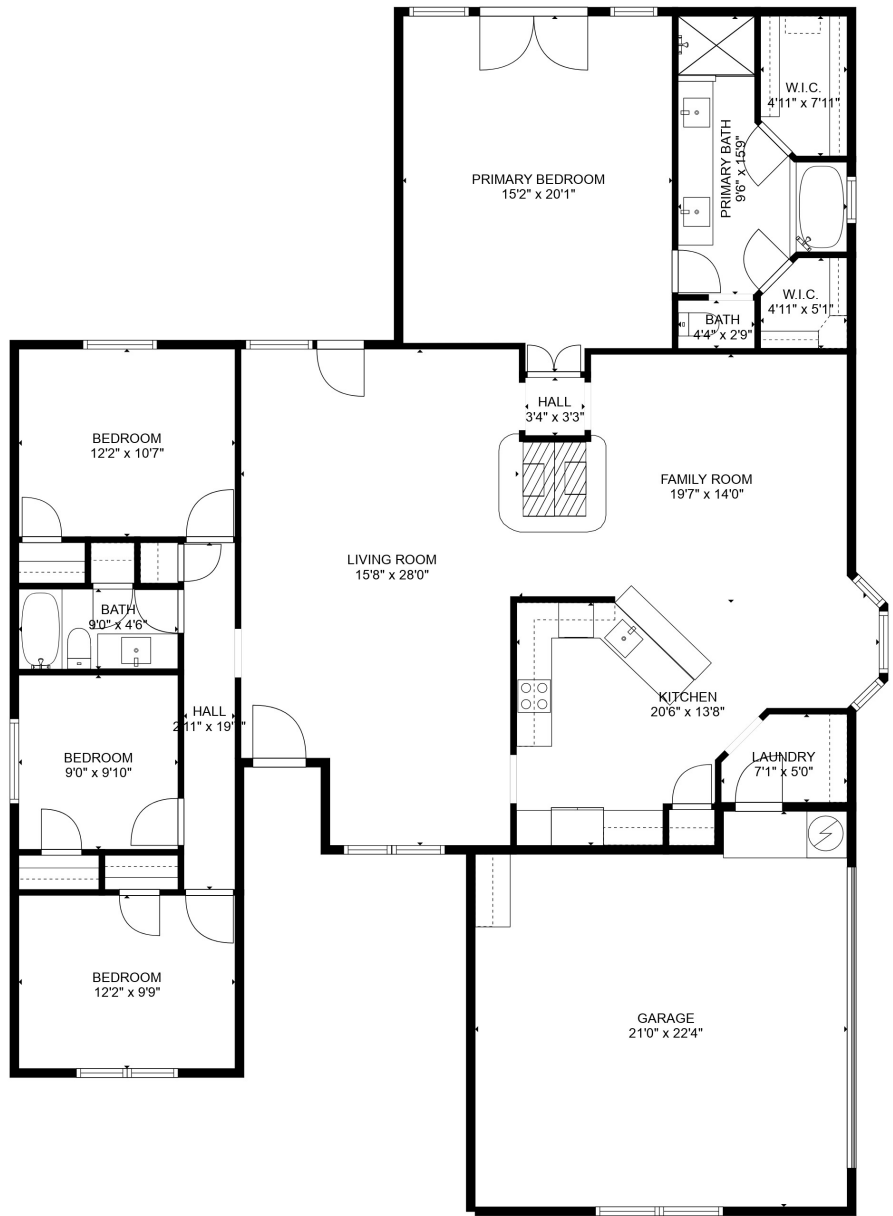 W.I.C.
4'11" x 7'11"
PRIMARY BEDROOM
15'2" x 20'1"
PRIMARY BATH
9'6" x 15'9"
W.I.C.
4'11" x 5'1"
BATH
4'4" x 2'9"
HALL
3'4" x 3'3"
BEDROOM
12'2" x 10'7"
FAMILY ROOM
19'7" x 14'0"
LIVING ROOM
15'8" x 28'0"
BATH
9'0" x 4'6"
KITCHEN
20'6" x 13'8"
HALL
2'11" x
BEDROOM
9'0" x 9'10"
LAUNDRY
7'1" x 5'0"
BEDROOM
12'2" x 9'9"
GARAGE
21'0" x 22'4"